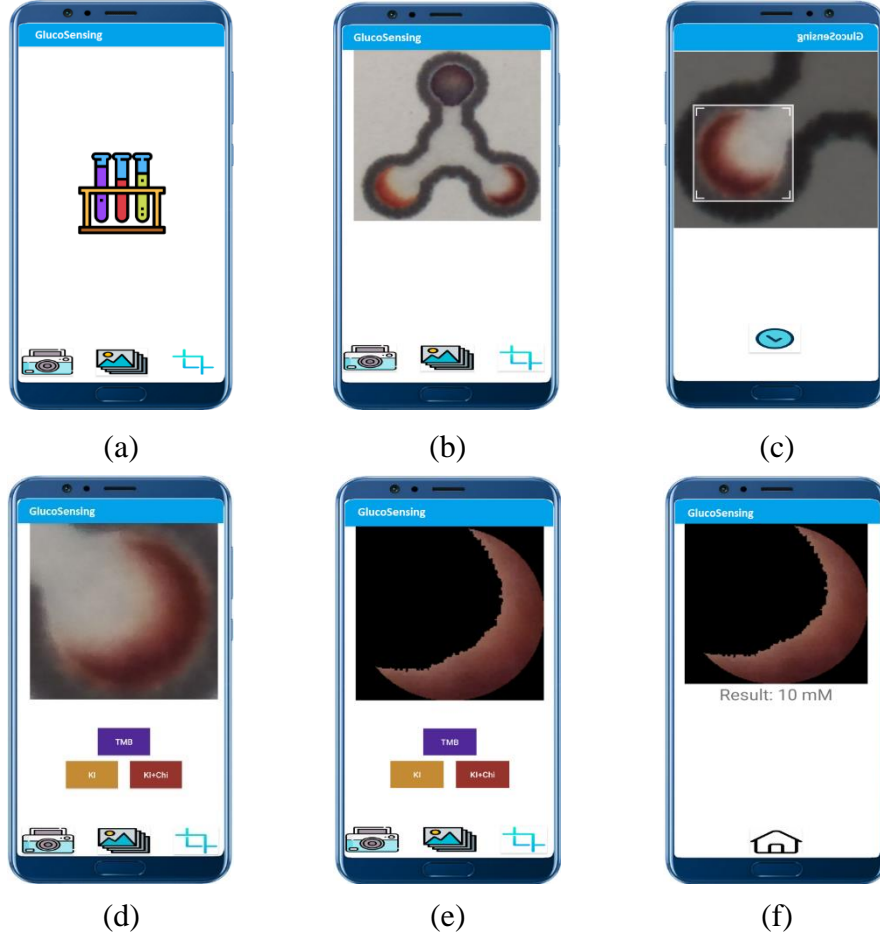 GlucoSensing
GlucoSensing
GlucoSensing
(a)
(b)
(c)
GlucoSensing
GlucoSensing
GlucoSensing
TMB
KI
KI+Chi
TMB
KI
KI+Chi
Result: 10 mM
(d)
(e)
(f)